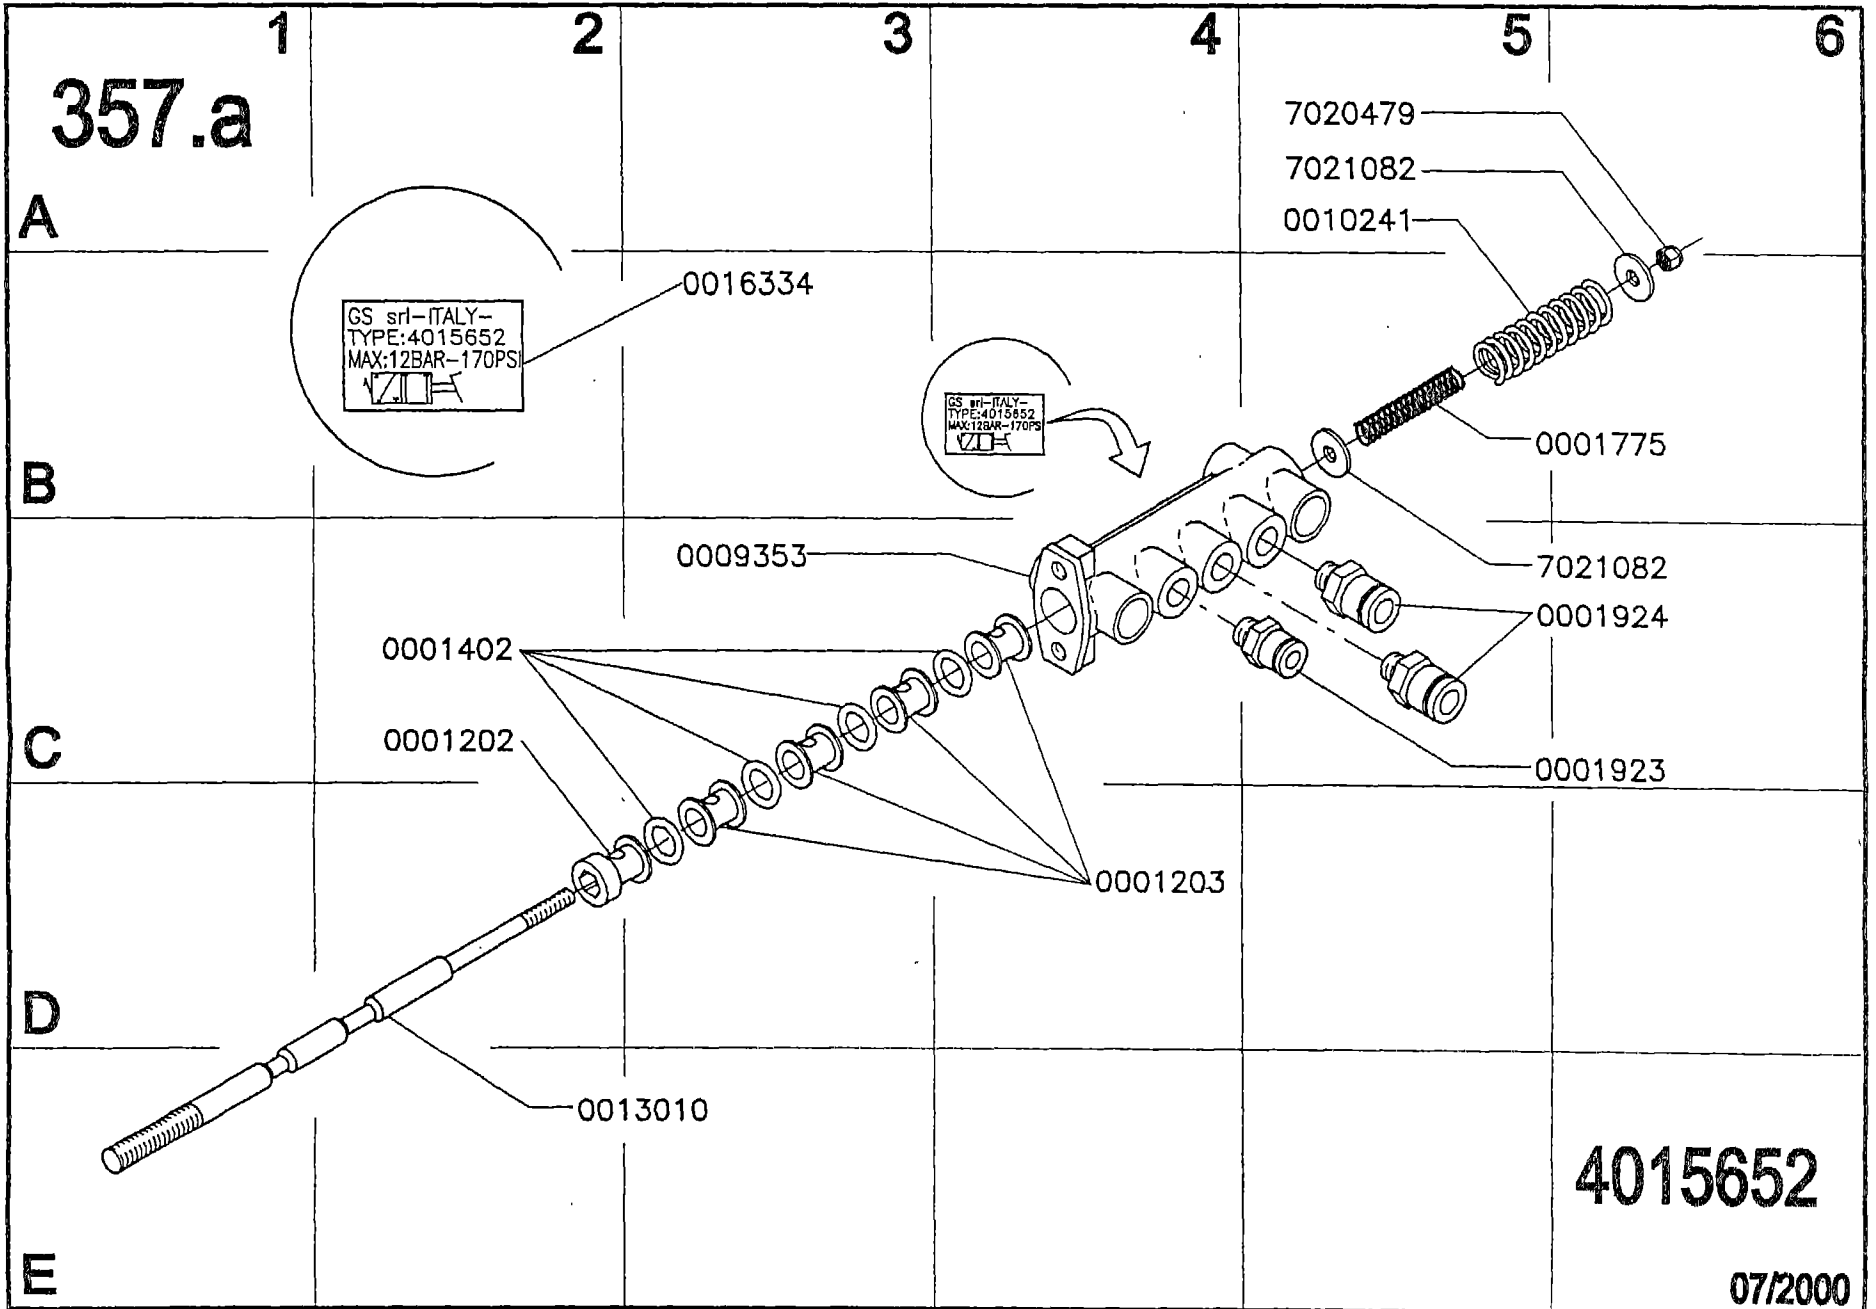 1 2 3 4 5 6
357.a
7020479
7021082
A
0010241
0016334
GS srl-ITALY-
TYPE:4015652
MAX:12BAR-170PSI
GS srl-ITALY-
TYPE:4015652
MAX:12BAR-170PS
0001775
B
0009353
7021082
0001924
0001402
0001202
C
0001923
0001203
D
0013010
4015652
E
07/2000